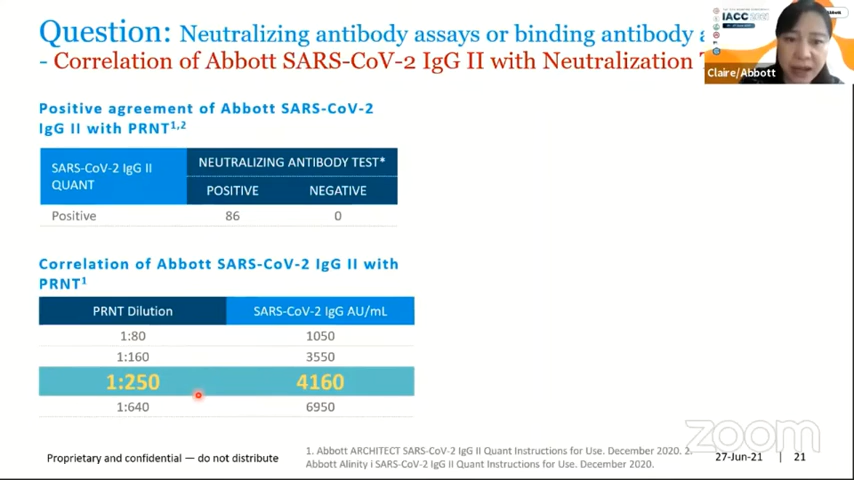 Question: Neutralizing antibody assays or binding antibody
- Correlation of Abbott SARS-CoV-2 IgG II with Neutralization
IACC 2021
Claire/Abbott
Positive agreement of Abbott SARS-CoV-2
IgG II with PRNT1,2
SARS-CoV-2 IgG II
QUANT
NEUTRALIZING ANTIBODY TEST*
POSITIVE NEGATIVE
Positive 86 0
Correlation of Abbott SARS-CoV-2 IgG II with
PRNT1
PRNT Dilution SARS-CoV-2 IgG AU/mL
1:80 1050
1:160 3550
1:250 4160
1:640 6950
zoom
Proprietary and confidential — do not distribute
1. Abbott ARCHITECT SARS-CoV-2 IgG II Quant Instructions for Use. December 2020. 2.
Abbott Alinity i SARS-CoV-2 IgG II Quant Instructions for Use. December 2020.
27-Jun-21 | 21